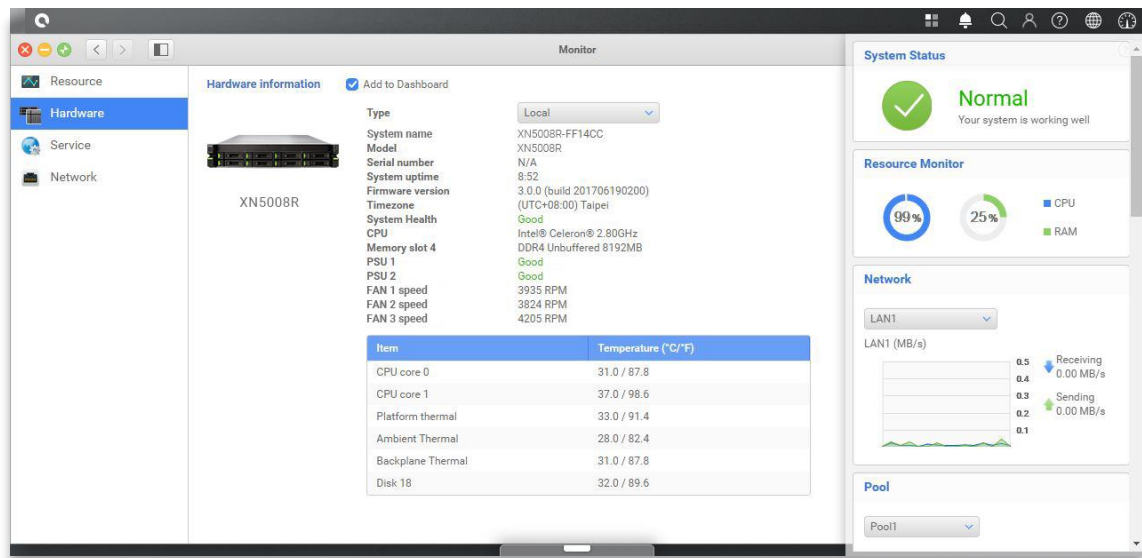 Monitor
Resource
Hardware
Service
Network
Hardware information
Add to Dashboard
XN5008R
Type Local
System name XN5008R-FF14CC
Model XN5008R
Serial number N/A
System uptime 8:52
Firmware version 3.0.0 (build 201706190200)
Timezone (UTC+08:00) Taipei
System Health Good
CPU Intel® Celeron® 2.80GHz
Memory slot 4 DDR4 Unbuffered 8192MB
PSU 1 Good
PSU 2 Good
FAN 1 speed 3935 RPM
FAN 2 speed 3824 RPM
FAN 3 speed 4205 RPM
Item Temperature (°C/°F)
CPU core 0 31.0 / 87.8
CPU core 1 37.0 / 98.6
Platform thermal 33.0 / 91.4
Ambient Thermal 28.0 / 82.4
Backplane Thermal 31.0 / 87.8
Disk 18 32.0 / 89.6
System Status
Normal
Your system is working well
Resource Monitor
99%
25%
CPU
RAM
Network
LAN1
LAN1 (MB/s)
0.5
0.4
0.3
0.2
0.1
Receiving
0.00 MB/s
Sending
0.00 MB/s
Pool
Pool1